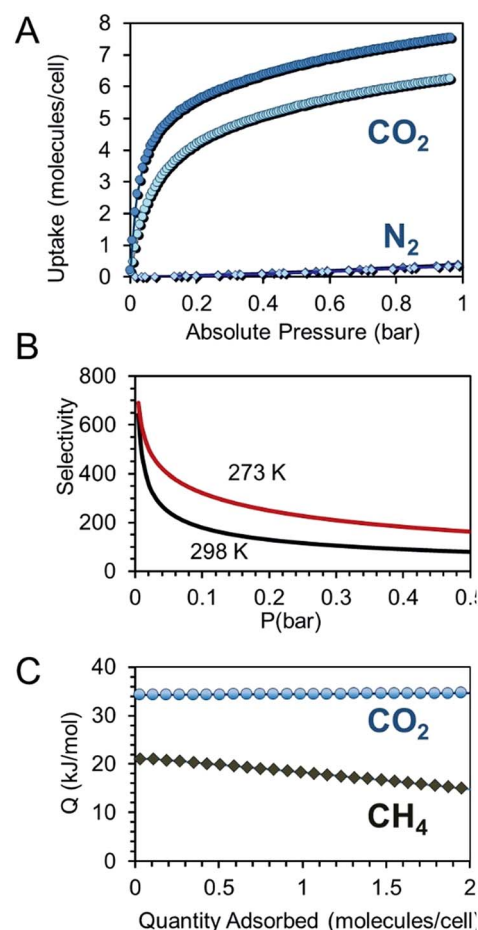 A
8
7
6
5
4
3
2
1
0
Uptake (molecules/cell)
CO2
N2
0 0.2 0.4 0.6 0.8 1
Absolute Pressure (bar)
B
800
600
400
200
0
Selectivity
273 K
298 K
0 0.1 0.2 0.3 0.4 0.5
P(bar)
C
40
30
20
10
0
Q (kJ/mol)
CO2
CH4
0 0.5 1 1.5 2
Quantity Adsorbed (molecules/cell)